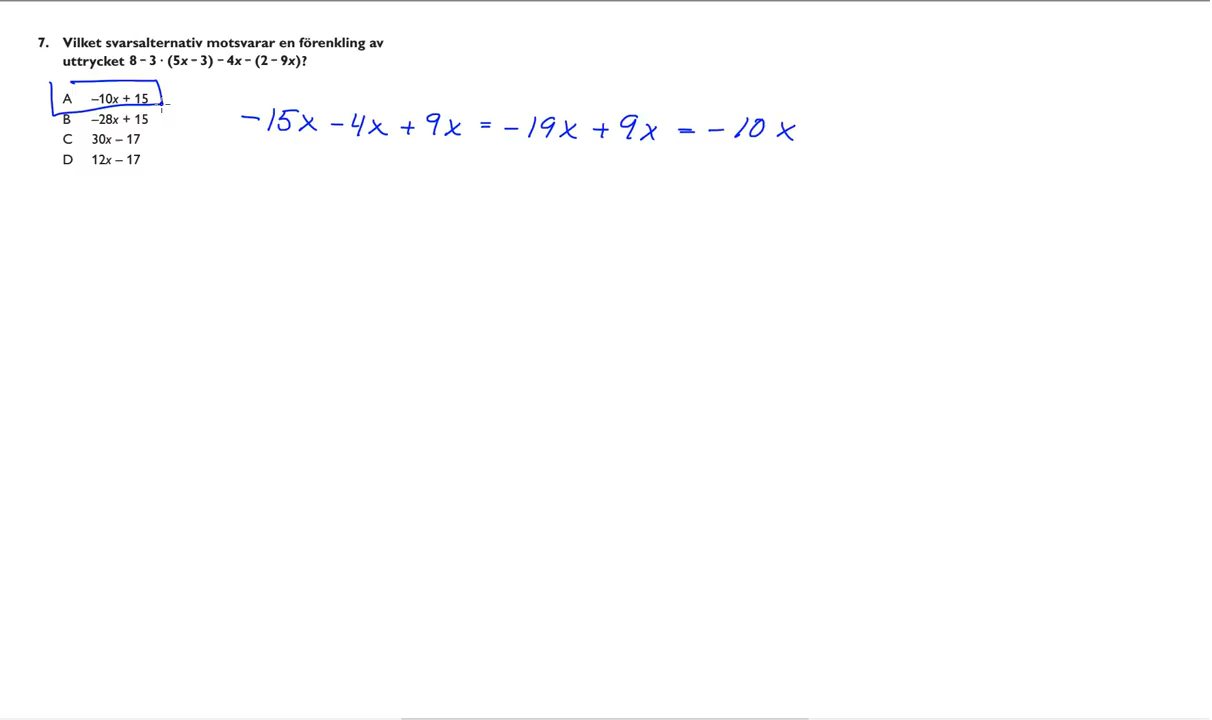 7. Vilket svarsalternativ motsvarar en förenkling av
uttrycket 8 – 3 · (5x – 3) – 4x – (2 – 9x)?
A –10x + 15
B –28x + 15
C 30x – 17
D 12x – 17
-15x - 4x + 9x = -19x + 9x = -10x